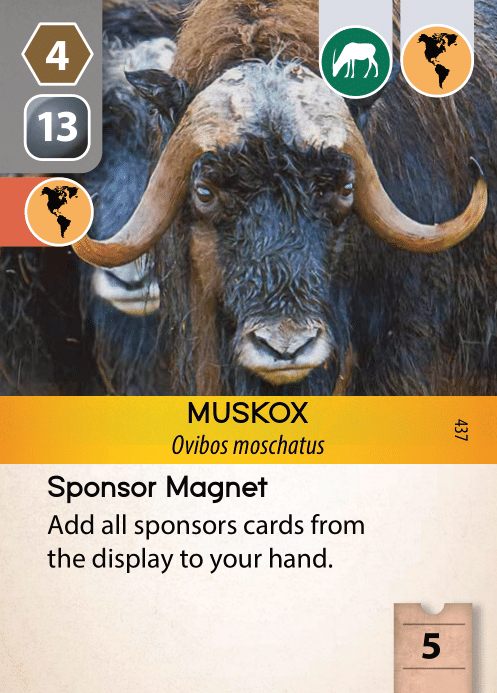 4
13
MUSKOX
Ovibos moschatus
437
Sponsor Magnet
Add all sponsors cards from
the display to your hand.
5